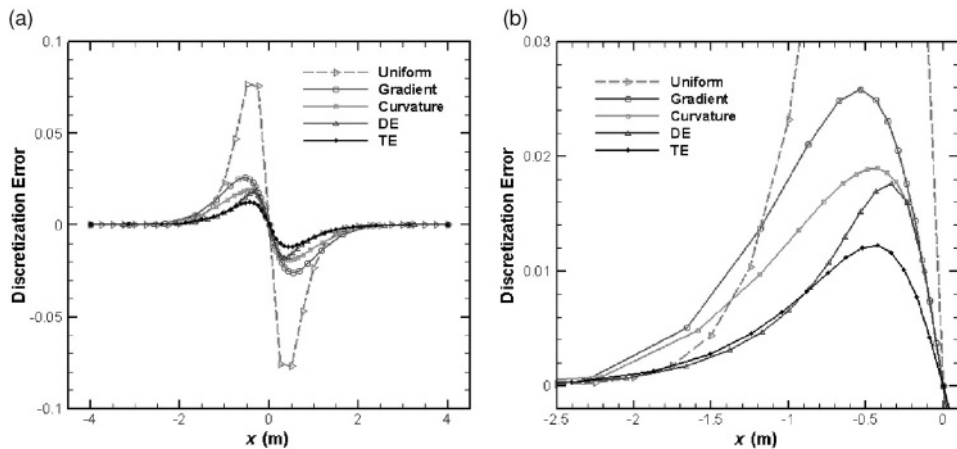 (a)
0.1
0.05
0
-0.05
-0.1
Discretization Error
Uniform
Gradient
Curvature
DE
TE
-4
-2
0
2
4
x (m)
(b)
0.03
0.02
0.01
0
Discretization Error
Uniform
Gradient
Curvature
DE
TE
-2.5
-2
-1.5
-1
-0.5
0
x (m)